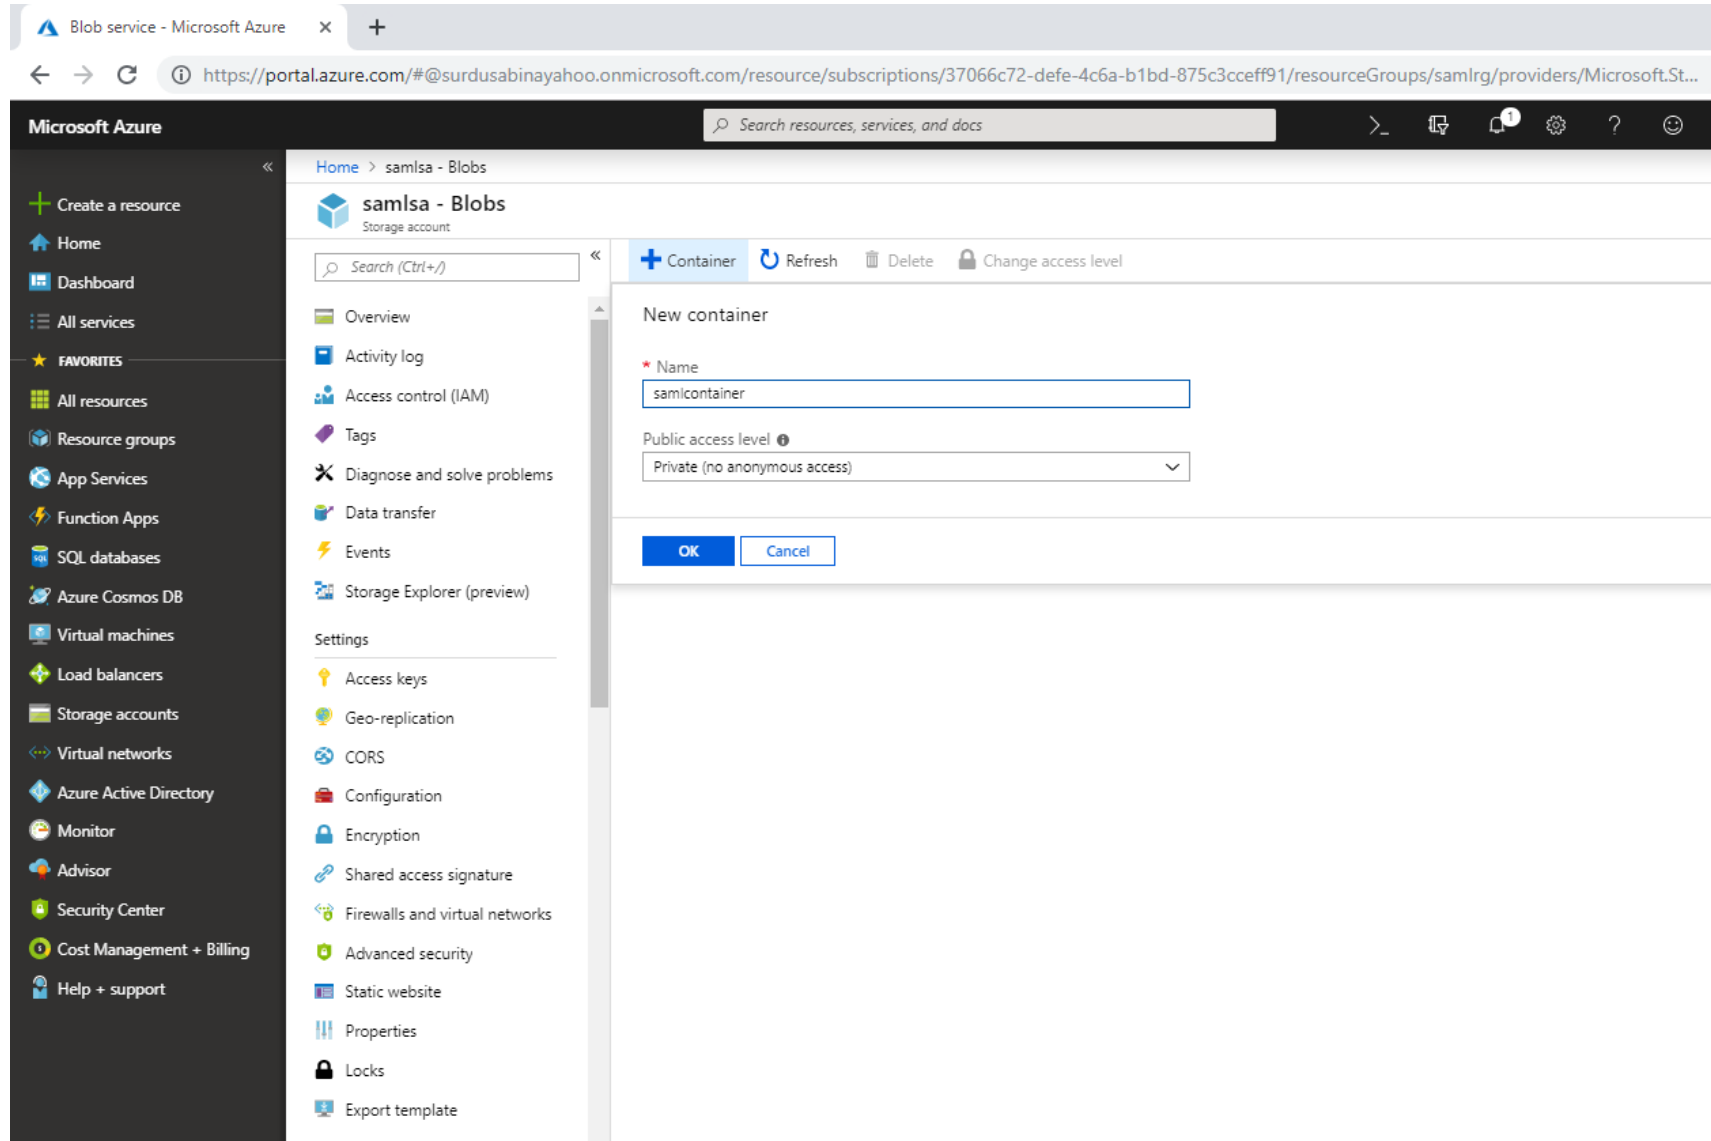 Blob service - Microsoft Azure
https://portal.azure.com/#@surdusabinayahoo.onmicrosoft.com/resource/subscriptions/37066c72-defe-4c6a-b1bd-875c3cceff91/resourceGroups/samlrg/providers/Microsoft.St...
Microsoft Azure
Search resources, services, and docs
1
Home > samlsa - Blobs
samlsa - Blobs
Storage account
Create a resource
Home
Dashboard
All services
FAVORITES
All resources
Resource groups
App Services
Function Apps
SQL databases
Azure Cosmos DB
Virtual machines
Load balancers
Storage accounts
Virtual networks
Azure Active Directory
Monitor
Advisor
Security Center
Cost Management + Billing
Help + support
Search (Ctrl+/)
Overview
Activity log
Access control (IAM)
Tags
Diagnose and solve problems
Data transfer
Events
Storage Explorer (preview)
Settings
Access keys
Geo-replication
CORS
Configuration
Encryption
Shared access signature
Firewalls and virtual networks
Advanced security
Static website
Properties
Locks
Export template
Container Refresh Delete Change access level
New container
* Name
samlcontainer
Public access level
Private (no anonymous access)
OK Cancel